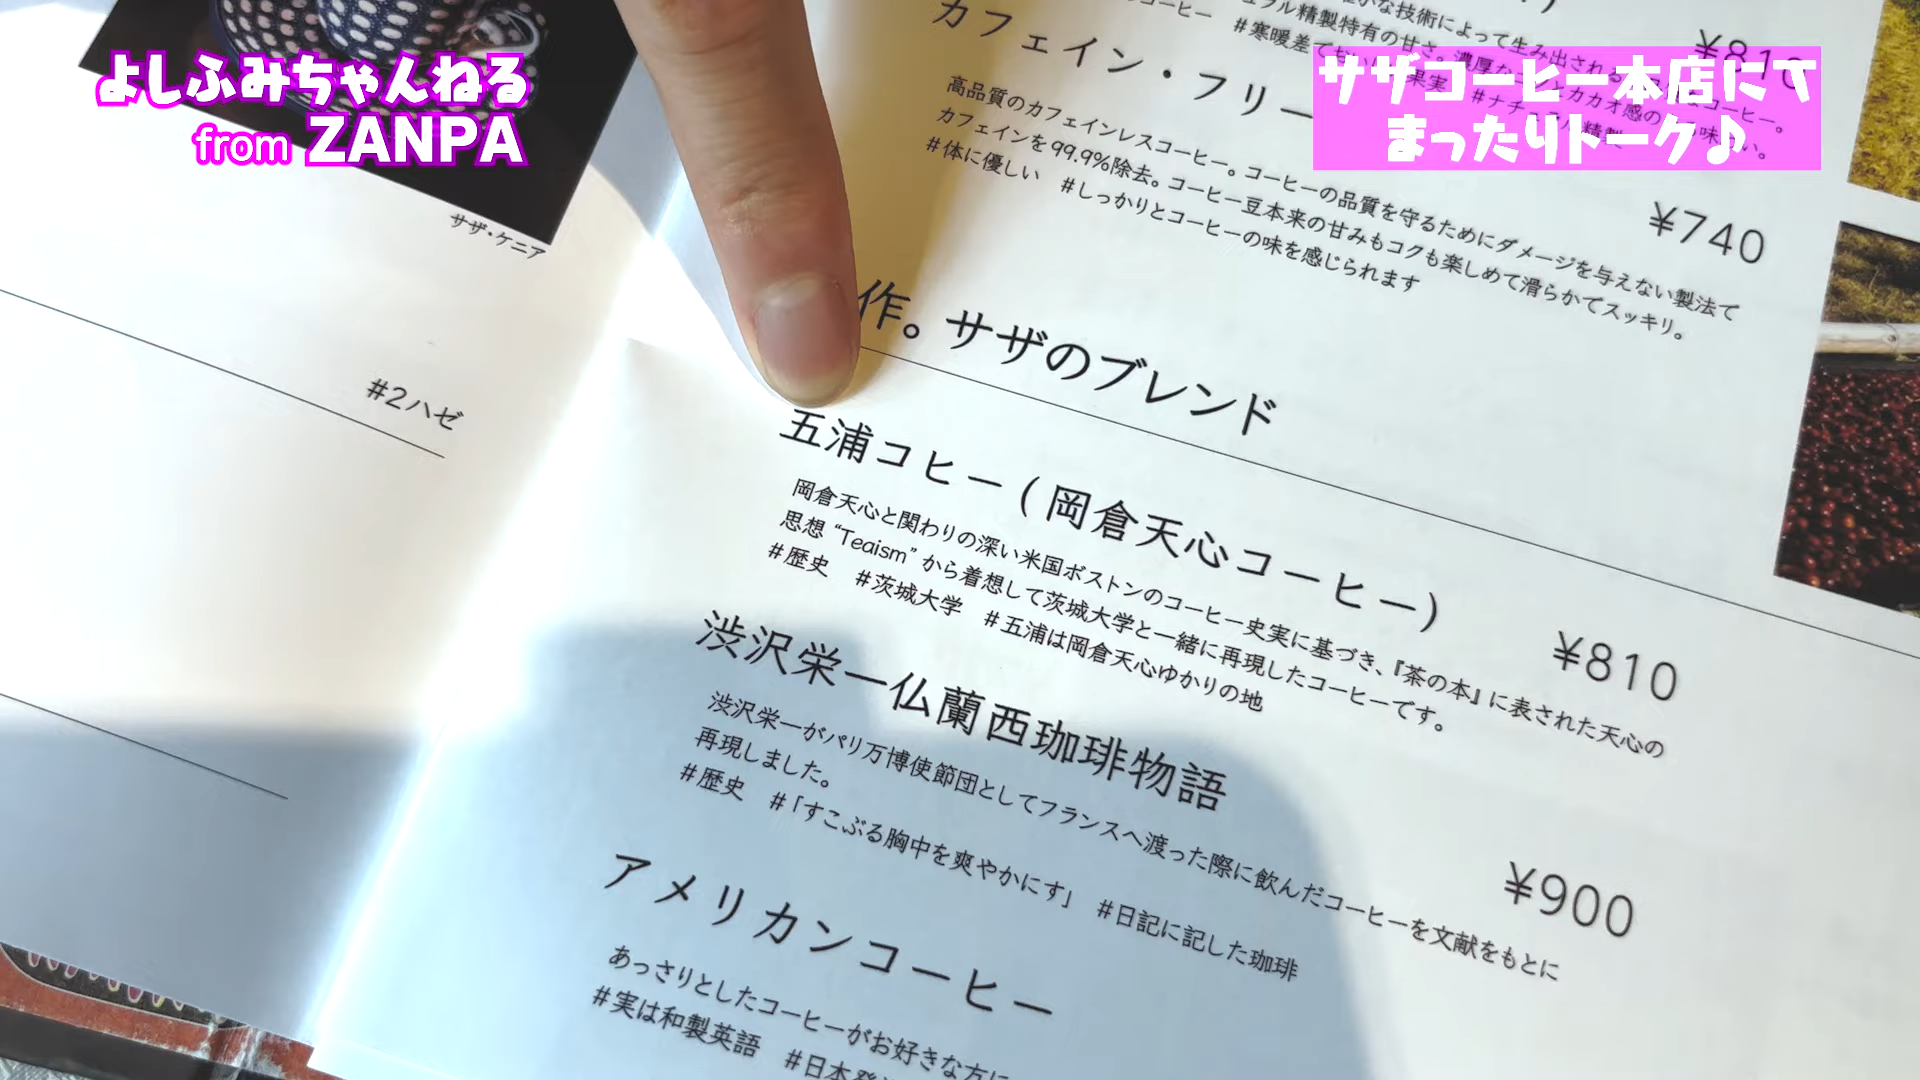 よしふみちゃんねる
from ZANPA
サザコーヒー本店にて
まったりトーク♪
サザ・ケニア
#2ハゼ
¥810
カフェイン・フリー
高品質のカフェインレスコーヒー。コーヒーの品質を守るためにダメージを与えない製法で
カフェインを99.9%除去。コーヒー豆本来の甘みもコクも楽しめて滑らかでスッキリ。
#体に優しい #しっかりとコーヒーの味を感じられます
¥740
作。サザのブレンド
五浦コヒー(岡倉天心コーヒー)
¥810
岡倉天心と関わりの深い米国ボストンのコーヒー史実に基づき、『茶の本』に表された天心の
思想“Teaism”から着想して茨城大学と一緒に再現したコーヒーです。
#歴史 #茨城大学 #五浦は岡倉天心ゆかりの地
渋沢栄一仏蘭西珈琲物語
¥900
渋沢栄一がパリ万博使節団としてフランスへ渡った際に飲んだコーヒーを文献をもとに
再現しました。
#歴史 #「すこぶる胸中を爽やかにす」 #日記に記した珈琲
アメリカンコーヒー
あっさりとしたコーヒーがお好きな方に
#実は和製英語 #日本発